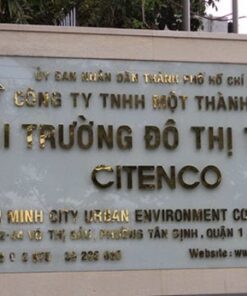 ỦY BAN NHÂN DÂN THÀNH PHỐ HỒ CHÍ
CÔNG TY TNHH MỘT THÀNH
I TRƯỜNG ĐÔ THỊ T
CITENCO
MINH CITY URBAN ENVIRONMENT CO
VÕ THỊ SÁU, PHƯỜNG TÂN ĐỊNH, QUẬN 1
Website: ww